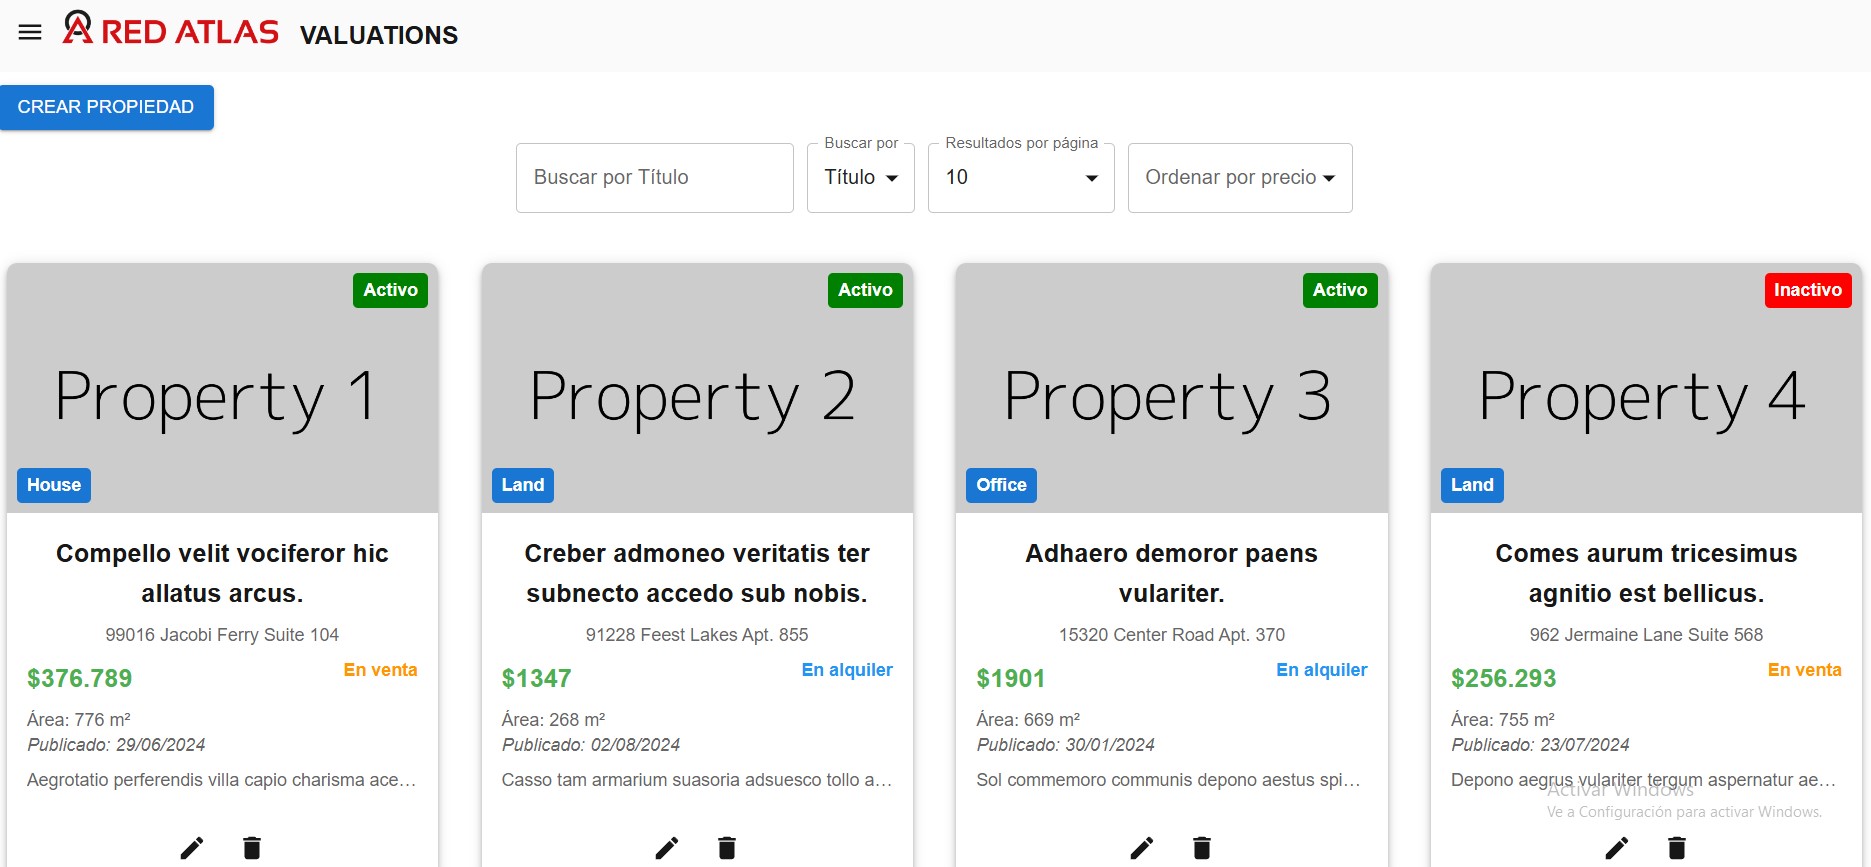 RED ATLAS VALUATIONS
CREAR PROPIEDAD
Buscar por Título
Buscar por
Título
Resultados por página
10
Ordenar por precio
Activo
Property 1
House
Compello velit vociferor hic
allatus arcus.
99016 Jacobi Ferry Suite 104
$376.789
En venta
Área: 776 m²
Publicado: 29/06/2024
Aegrotatio perferendis villa capio charisma ace…
Activo
Property 2
Land
Creber admoneo veritatis ter
subnecto accedo sub nobis.
91228 Feest Lakes Apt. 855
$1347
En alquiler
Área: 268 m²
Publicado: 02/08/2024
Casso tam armarium suasoria adsuesco tollo a…
Activo
Property 3
Office
Adhaero demoror paens
vulariter.
15320 Center Road Apt. 370
$1901
En alquiler
Área: 669 m²
Publicado: 30/01/2024
Sol commemoro communis depono aestus spi…
Inactivo
Property 4
Land
Comes aurum tricesimus
agnitio est bellicus.
962 Jermaine Lane Suite 568
$256.293
En venta
Área: 755 m²
Publicado: 23/07/2024
Depono aegrus vulariter tergum aspernatur ae…
Activar Windows
Ve a Configuración para activar Windows.